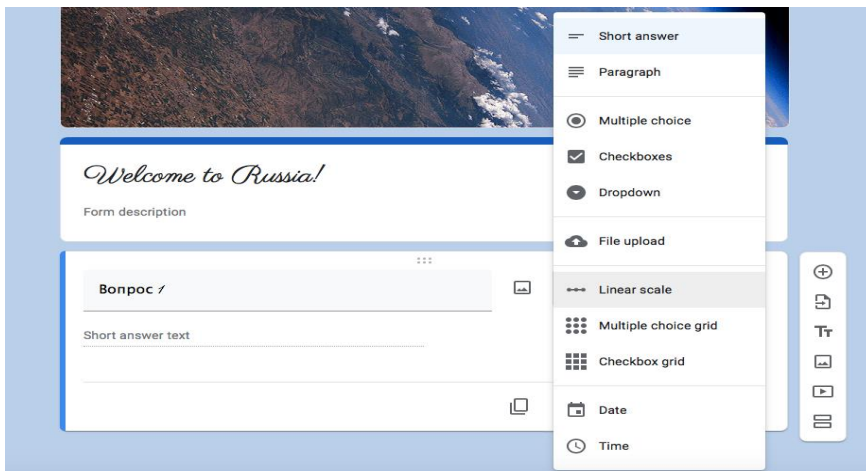 Short answer
Paragraph
Multiple choice
Checkboxes
Dropdown
File upload
Linear scale
Multiple choice grid
Checkbox grid
Date
Time
Welcome to Russia!
Form description
Вопрос 1
Short answer text
Tт